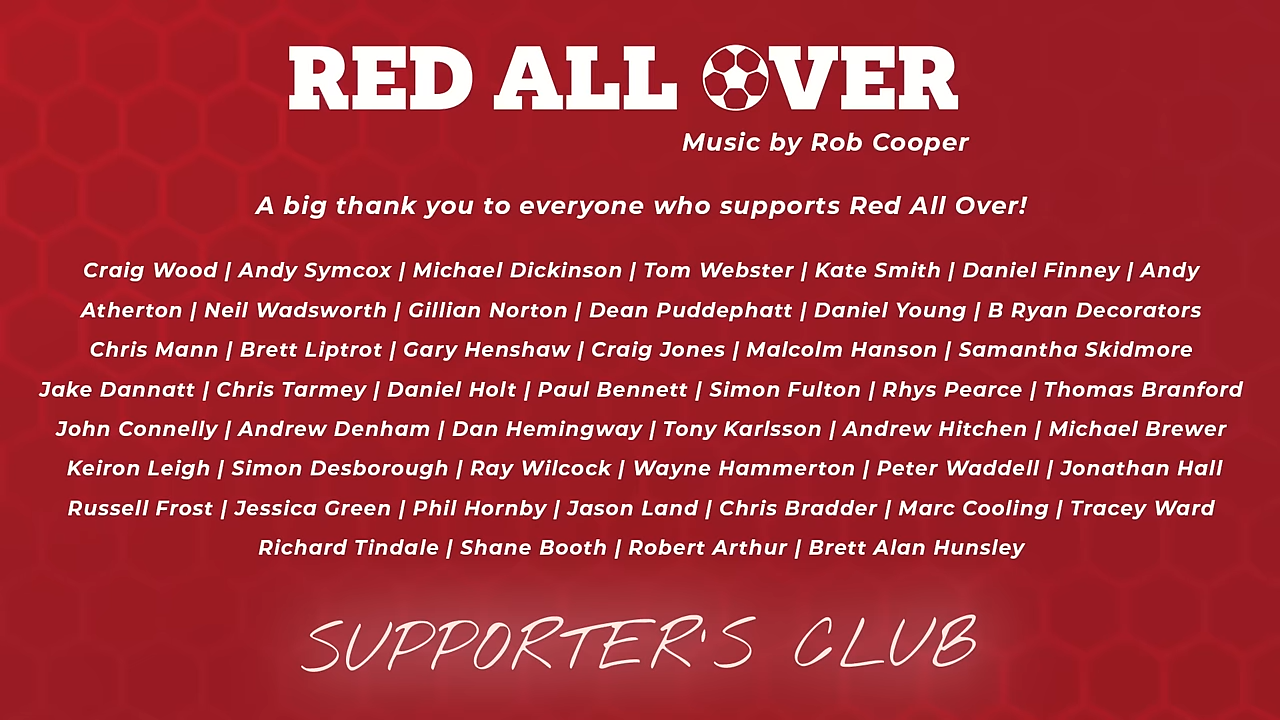 RED ALL OVER
Music by Rob Cooper
A big thank you to everyone who supports Red All Over!
Craig Wood | Andy Symcox | Michael Dickinson | Tom Webster | Kate Smith | Daniel Finney | Andy
Atherton | Neil Wadsworth | Gillian Norton | Dean Puddephatt | Daniel Young | B Ryan Decorators
Chris Mann | Brett Liptrot | Gary Henshaw | Craig Jones | Malcolm Hanson | Samantha Skidmore
Jake Dannatt | Chris Tarmey | Daniel Holt | Paul Bennett | Simon Fulton | Rhys Pearce | Thomas Branford
John Connelly | Andrew Denham | Dan Hemingway | Tony Karlsson | Andrew Hitchen | Michael Brewer
Keiron Leigh | Simon Desborough | Ray Wilcock | Wayne Hammerton | Peter Waddell | Jonathan Hall
Russell Frost | Jessica Green | Phil Hornby | Jason Land | Chris Bradder | Marc Cooling | Tracey Ward
Richard Tindale | Shane Booth | Robert Arthur | Brett Alan Hunsley
SUPPORTER'S CLUB